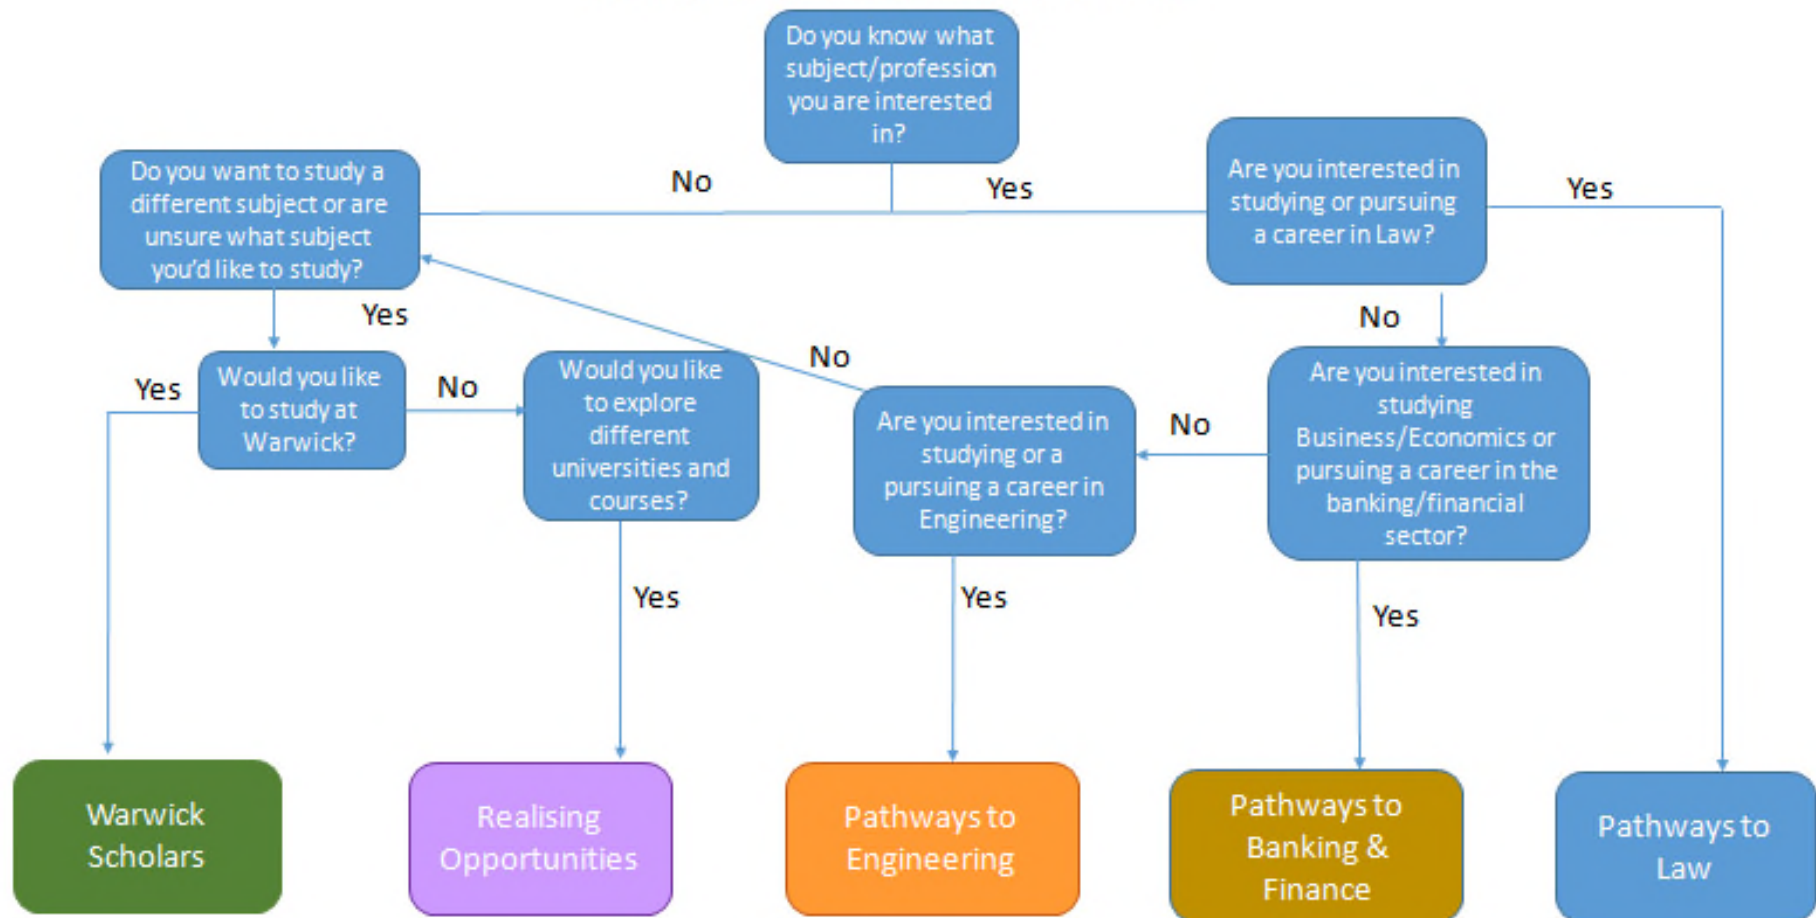 Do you know what
subject/profession
you are interested
in?
Do you want to study a
different subject or are
unsure what subject
you'd like to study?
No
Yes
Are you interested in
studying or pursuing
a career in Law?
Yes
Yes
No
No
Yes
Would you like
to study at
Warwick?
No
Would you like
to explore
different
universities and
courses?
Are you interested in
studying or a
pursuing a career in
Engineering?
No
Are you interested in
studying
Business/Economics or
pursuing a career in the
banking/financial
sector?
Yes
Yes
Yes
Warwick
Scholars
Realising
Opportunities
Pathways to
Engineering
Pathways to
Banking &
Finance
Pathways to
Law